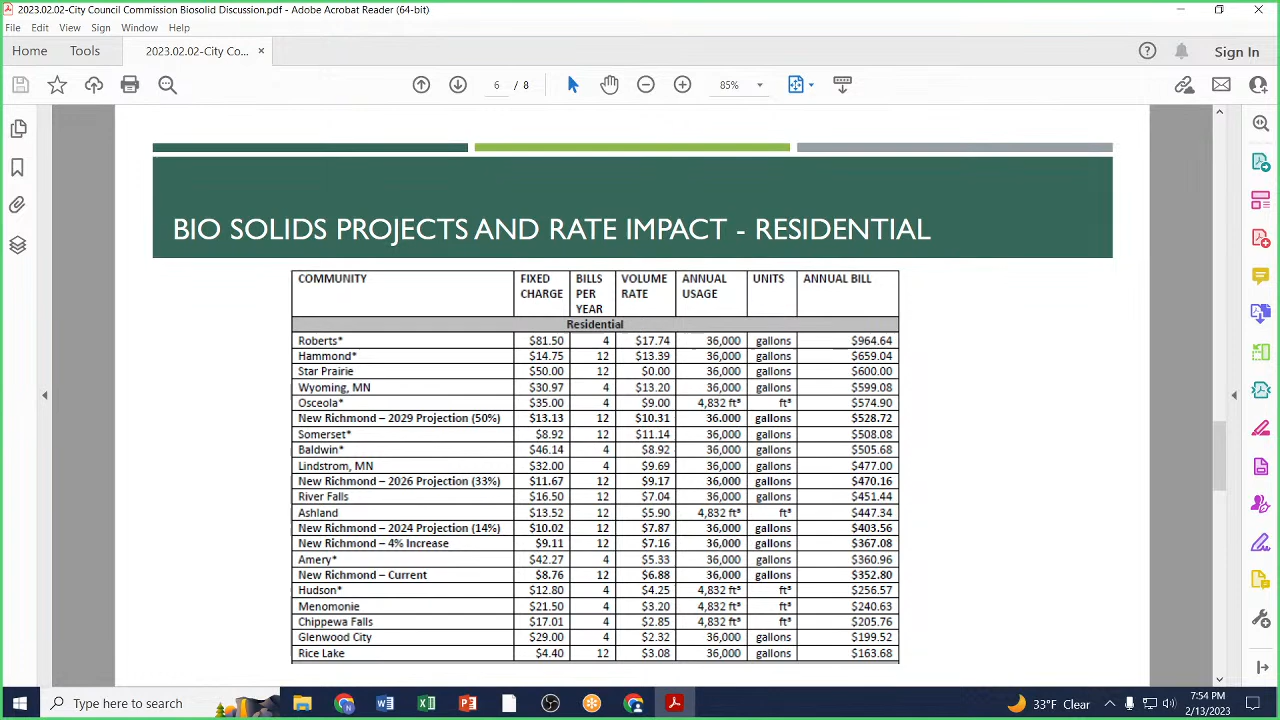 2023.02.02-City Council Commission Biosolid Discussion.pdf - Adobe Acrobat Reader (64-bit)
File Edit View Sign Window Help
Home Tools 2023.02.02-City Co... × Sign In
6 / 8 85%
BIO SOLIDS PROJECTS AND RATE IMPACT - RESIDENTIAL
COMMUNITY FIXED CHARGE BILLS PER YEAR VOLUME RATE ANNUAL USAGE UNITS ANNUAL BILL
Residential
Roberts* $81.50 4 $17.74 36,000 gallons $964.64
Hammond* $14.75 12 $13.39 36,000 gallons $659.04
Star Prairie $50.00 12 $0.00 36,000 gallons $600.00
Wyoming, MN $30.97 4 $13.20 36,000 gallons $599.08
Osceola* $35.00 4 $9.00 4,832 ft³ ft³ $574.90
New Richmond – 2029 Projection (50%) $13.13 12 $10.31 36.000 gallons $528.72
Somerset* $8.92 12 $11.14 36,000 gallons $508.08
Baldwin* $46.14 4 $8.92 36,000 gallons $505.68
Lindstrom, MN $32.00 4 $9.69 36,000 gallons $477.00
New Richmond – 2026 Projection (33%) $11.67 12 $9.17 36,000 gallons $470.16
River Falls $16.50 12 $7.04 36,000 gallons $451.44
Ashland $13.52 12 $5.90 4,832 ft³ ft³ $447.34
New Richmond – 2024 Projection (14%) $10.02 12 $7.87 36,000 gallons $403.56
New Richmond – 4% Increase $9.11 12 $7.16 36,000 gallons $367.08
Amery* $42.27 4 $5.33 36,000 gallons $360.96
New Richmond – Current $8.76 12 $6.88 36,000 gallons $352.80
Hudson* $12.80 4 $4.25 4,832 ft³ ft³ $256.57
Menomonie $21.50 4 $3.20 4,832 ft³ ft³ $240.63
Chippewa Falls $17.01 4 $2.85 4,832 ft³ ft³ $205.76
Glenwood City $29.00 4 $2.32 36,000 gallons $199.52
Rice Lake $4.40 12 $3.08 36,000 gallons $163.68
Type here to search 33°F Clear 7:54 PM
2/13/2023